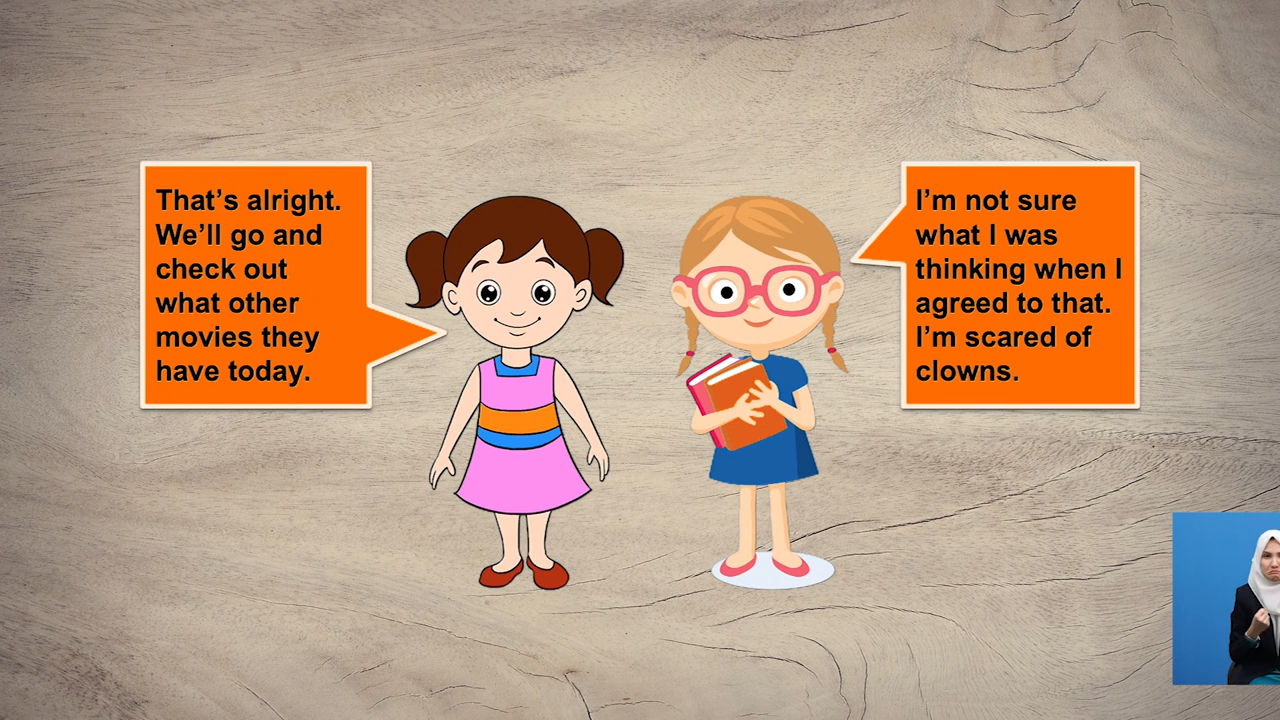 That’s alright.
We’ll go and
check out
what other
movies they
have today.
I’m not sure
what I was
thinking when I
agreed to that.
I’m scared of
clowns.